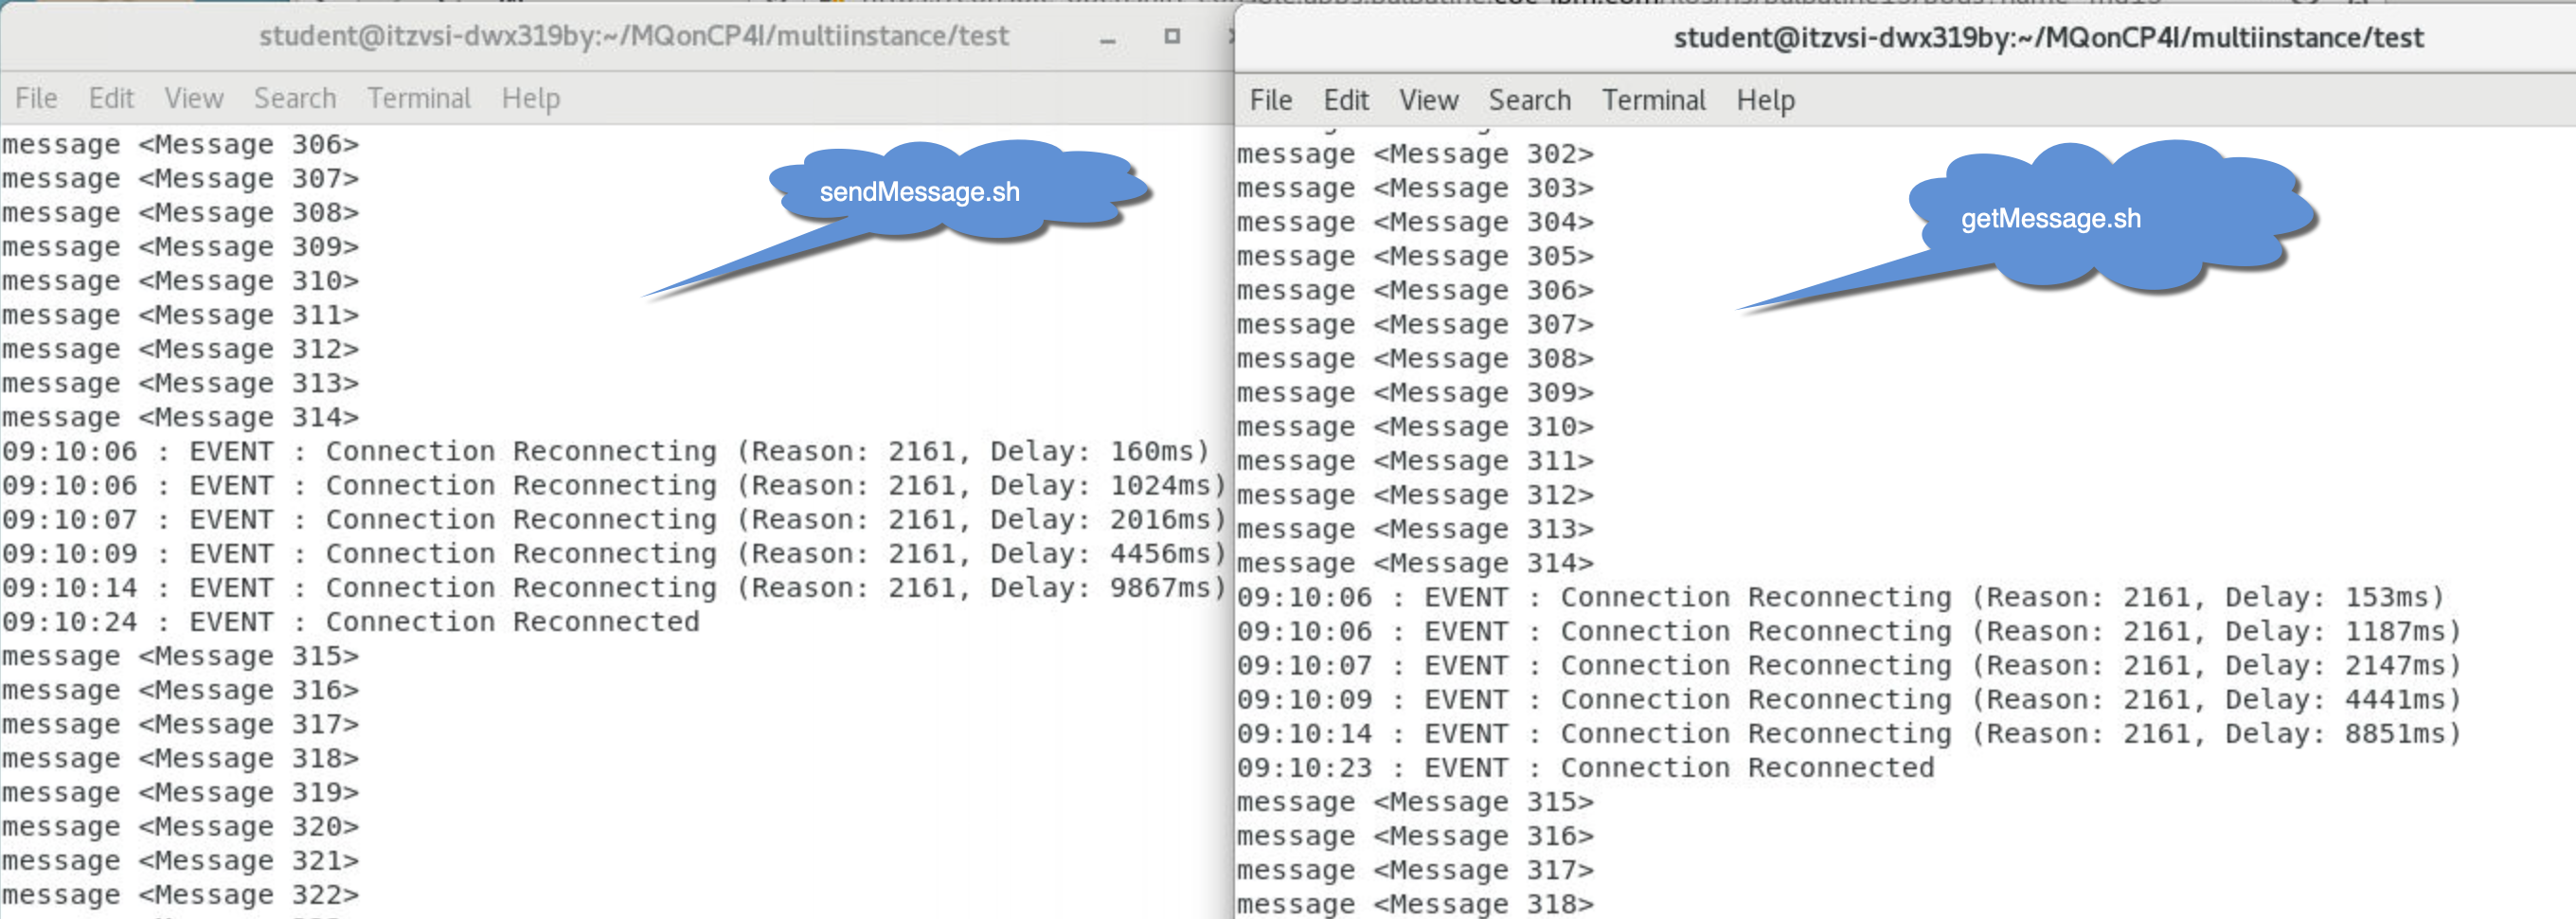 student@itzvsi-dwx319by:~/MQonCP4I/multiinstance/test
File Edit View Search Terminal Help
message <Message 306>
message <Message 307>
message <Message 308>
message <Message 309>
message <Message 310>
message <Message 311>
message <Message 312>
message <Message 313>
message <Message 314>
09:10:06 : EVENT : Connection Reconnecting (Reason: 2161, Delay: 160ms)
09:10:06 : EVENT : Connection Reconnecting (Reason: 2161, Delay: 1024ms)
09:10:07 : EVENT : Connection Reconnecting (Reason: 2161, Delay: 2016ms)
09:10:09 : EVENT : Connection Reconnecting (Reason: 2161, Delay: 4456ms)
09:10:14 : EVENT : Connection Reconnecting (Reason: 2161, Delay: 9867ms)
09:10:24 : EVENT : Connection Reconnected
message <Message 315>
message <Message 316>
message <Message 317>
message <Message 318>
message <Message 319>
message <Message 320>
message <Message 321>
message <Message 322>
sendMessage.sh
student@itzvsi-dwx319by:~/MQonCP4I/multiinstance/test
File Edit View Search Terminal Help
message <Message 302>
message <Message 303>
message <Message 304>
message <Message 305>
message <Message 306>
message <Message 307>
message <Message 308>
message <Message 309>
message <Message 310>
message <Message 311>
message <Message 312>
message <Message 313>
message <Message 314>
09:10:06 : EVENT : Connection Reconnecting (Reason: 2161, Delay: 153ms)
09:10:06 : EVENT : Connection Reconnecting (Reason: 2161, Delay: 1187ms)
09:10:07 : EVENT : Connection Reconnecting (Reason: 2161, Delay: 2147ms)
09:10:09 : EVENT : Connection Reconnecting (Reason: 2161, Delay: 4441ms)
09:10:14 : EVENT : Connection Reconnecting (Reason: 2161, Delay: 8851ms)
09:10:23 : EVENT : Connection Reconnected
message <Message 315>
message <Message 316>
message <Message 317>
message <Message 318>
getMessage.sh